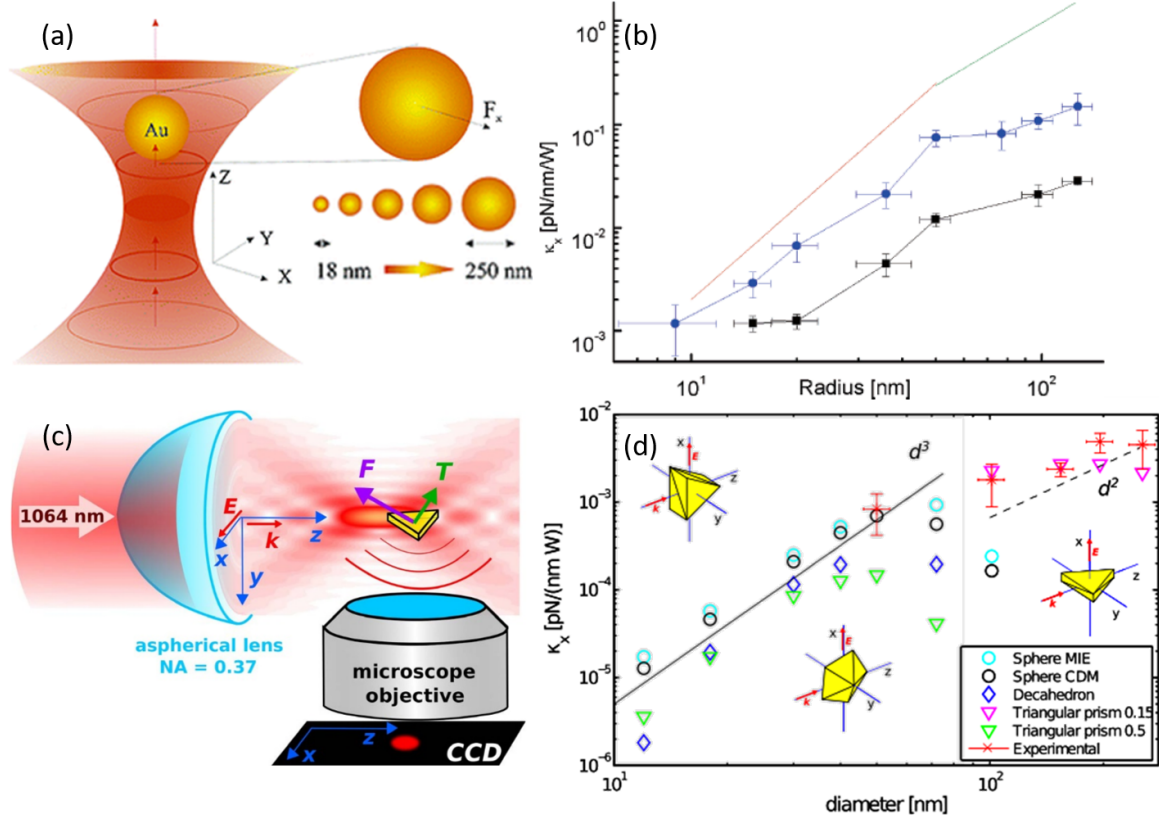 (a)
Au
F_x
Z
Y
X
18 nm
250 nm
(b)
κ_x [pN/nm/W]
10^0
10^-1
10^-2
10^-3
10^1
10^2
Radius [nm]
(c)
1064 nm
E
k
x
y
z
F
T
aspherical lens
NA = 0.37
microscope
objective
x
z
CCD
(d)
κ_x [pN/(nm W)]
10^-2
10^-3
10^-4
10^-5
10^-6
10^1
10^2
diameter [nm]
d^3
d^2
x
E
z
k
y
x
E
z
k
y
x
E
z
k
y
Sphere MIE
Sphere CDM
Decahedron
Triangular prism 0.15
Triangular prism 0.5
Experimental